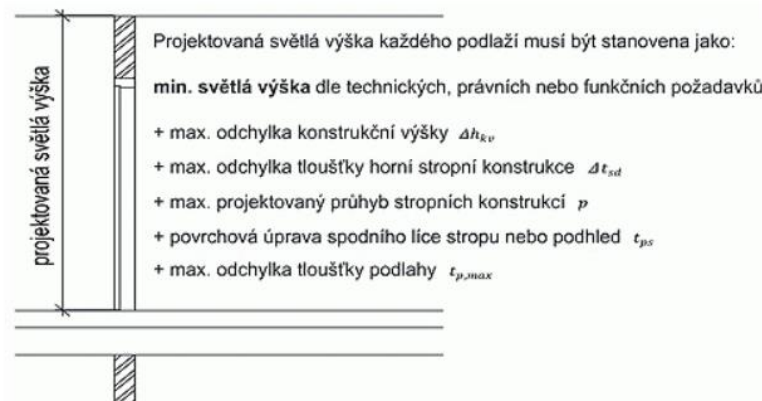 projektovaná světlá výška
Projektovaná světlá výška každého podlaží musí být stanovena jako:
min. světlá výška dle technických, právních nebo funkčních požadavků
+ max. odchylka konstrukční výšky Δhkv
+ max. odchylka tloušťky horní stropní konstrukce Δtsd
+ max. projektovaný průhyb stropních konstrukcí p
+ povrchová úprava spodního líce stropu nebo podhled tps
+ max. odchylka tloušťky podlahy tp,max